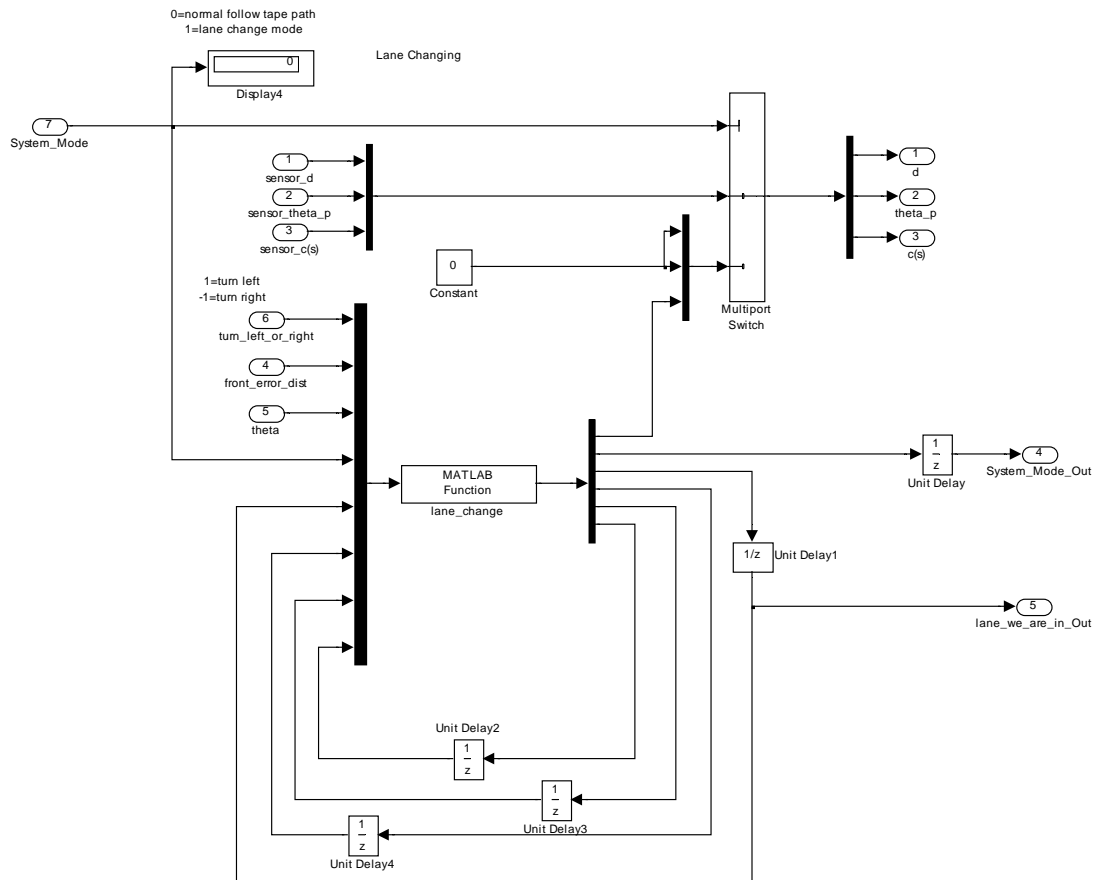 0=normal follow tape path
1=lane change mode
Lane Changing
0
Display4
7
System_Mode
1
sensor_d
2
sensor_theta_p
3
sensor_c(s)
0
Constant
Multiport
Switch
1
d
2
theta_p
3
c(s)
1=turn left
-1=turn right
6
turn_left_or_right
4
front_error_dist
5
theta
MATLAB
Function
lane_change
1
z
Unit Delay
4
System_Mode_Out
1/z
Unit Delay1
5
lane_we_are_in_Out
Unit Delay2
1
z
1
z
Unit Delay3
1
z
Unit Delay4